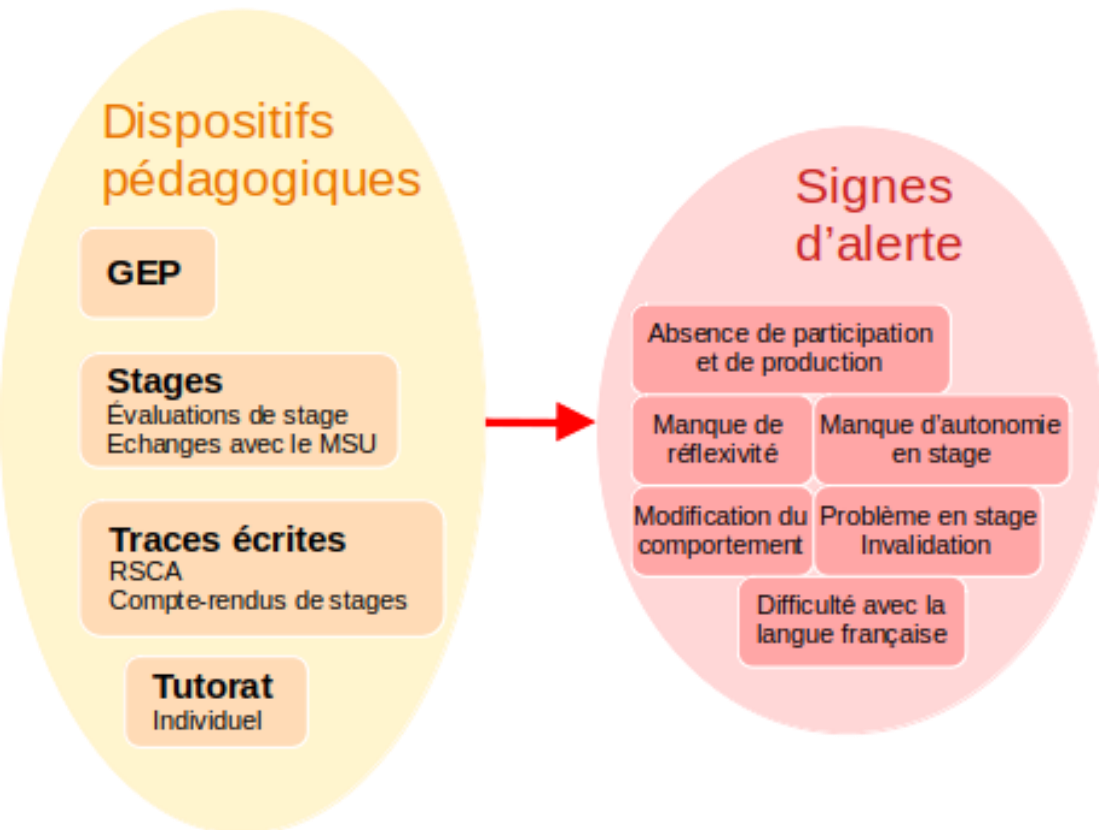 Dispositifs
pédagogiques
GEP
Stages
Évaluations de stage
Echanges avec le MSU
Traces écrites
RSCA
Compte-rendus de stages
Tutorat
Individuel
Signes
d'alerte
Absence de participation
et de production
Manque de
réflexivité
Manque d'autonomie
en stage
Modification du
comportement
Problème en stage
Invalidation
Difficulté avec la
langue française